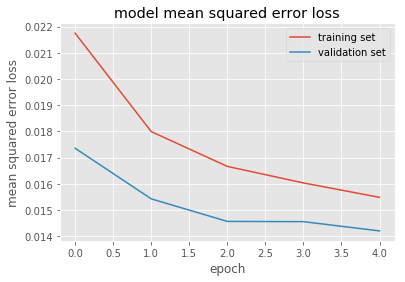 model mean squared error loss
training set
validation set
mean squared error loss
0.022
0.021
0.020
0.019
0.018
0.017
0.016
0.015
0.014
0.0 0.5 1.0 1.5 2.0 2.5 3.0 3.5 4.0
epoch